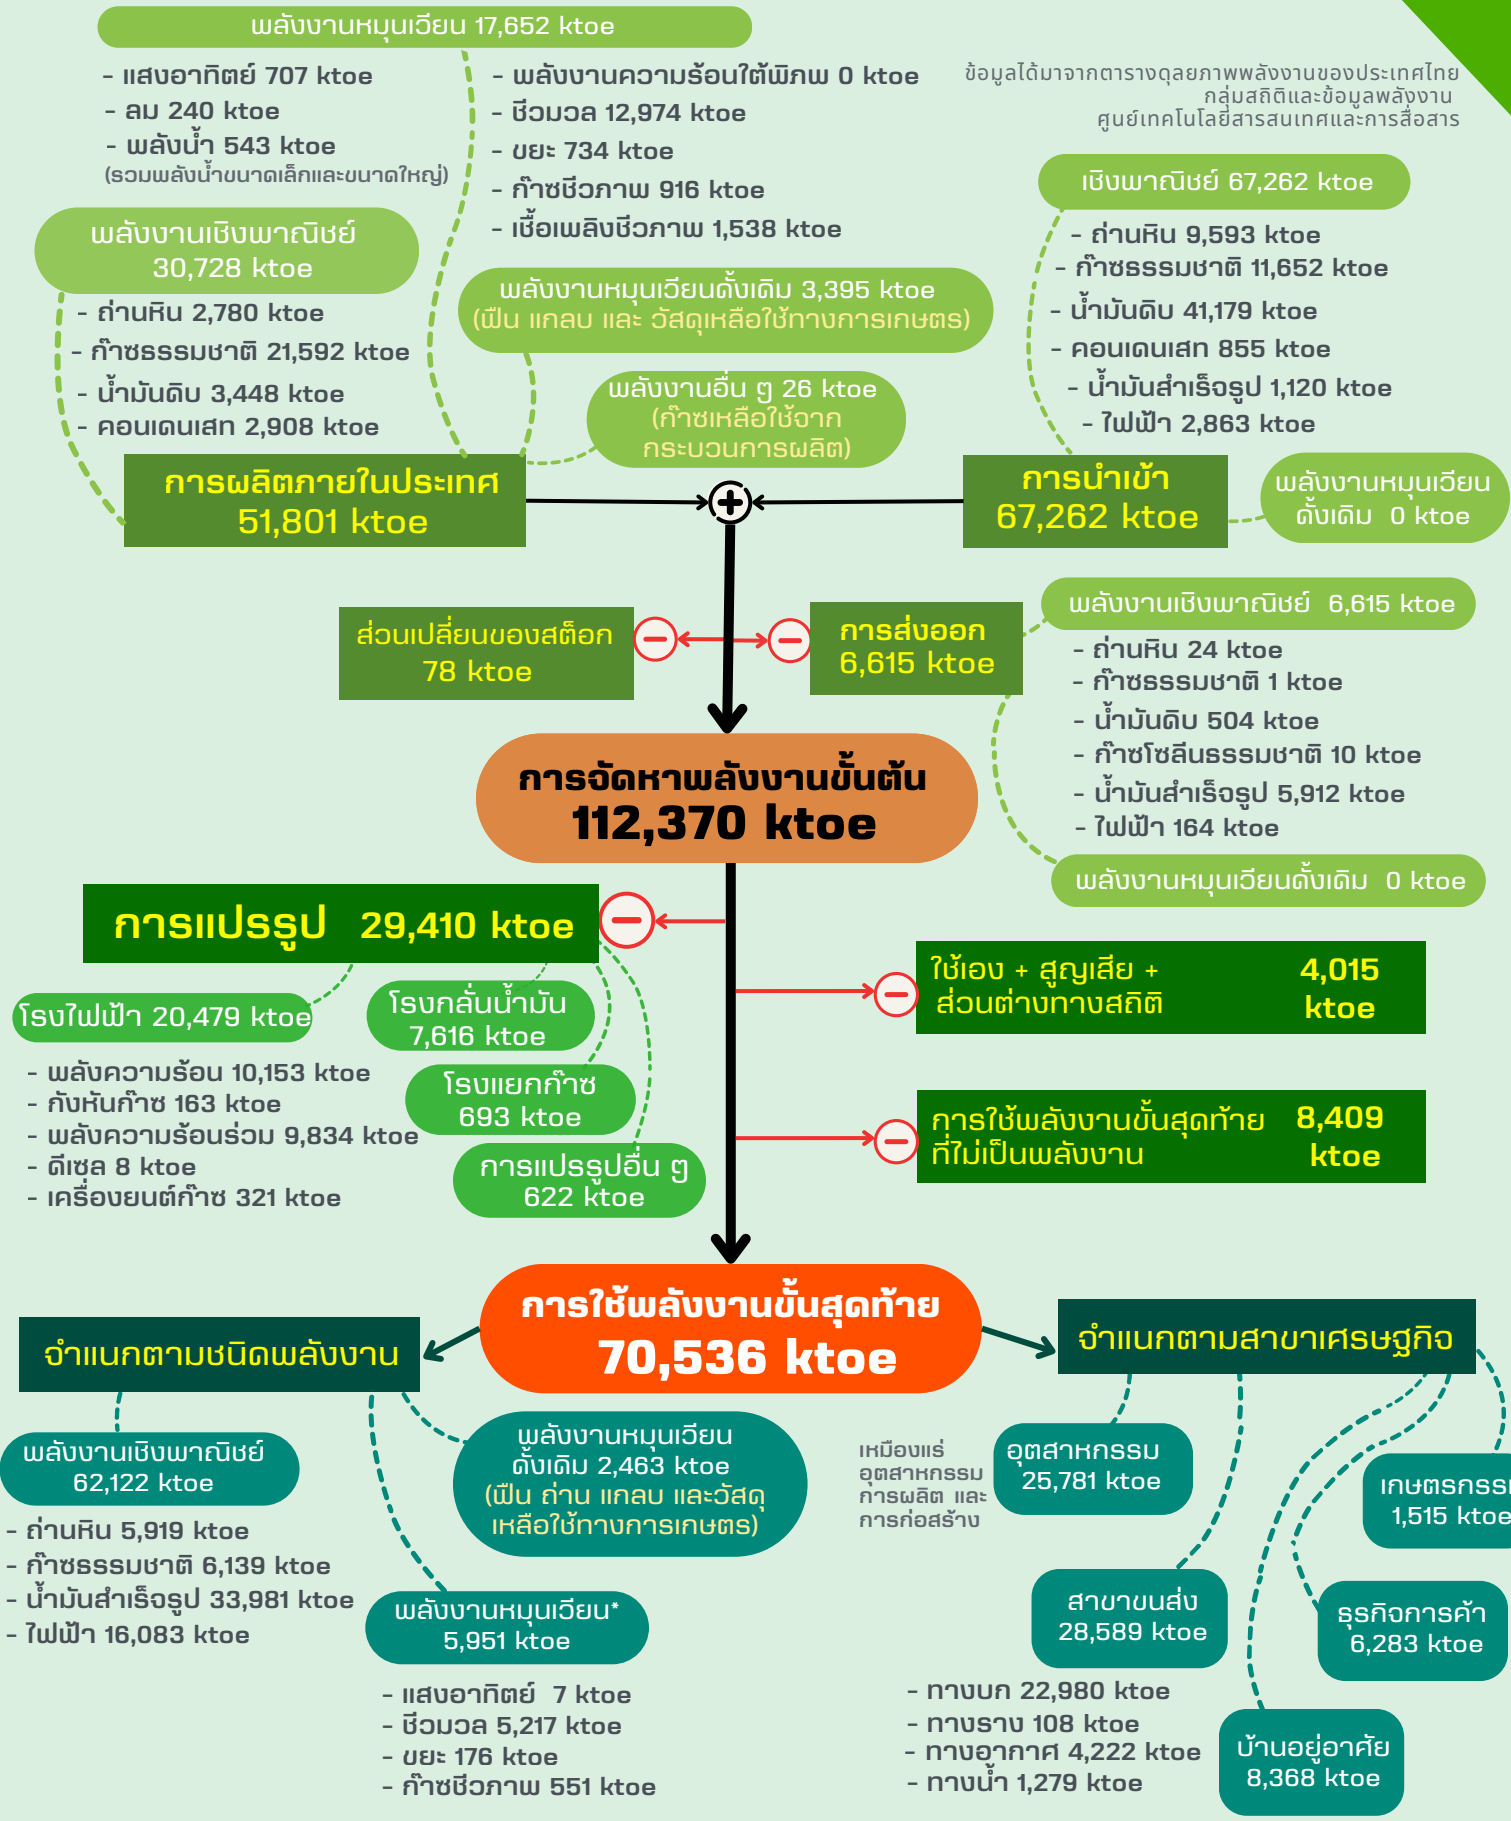 พลังงานหมุนเวียน 17,652 ktoe
- แสงอาทิตย์ 707 ktoe
- ลม 240 ktoe
- พลังน้ำ 543 ktoe
(รวมพลังน้ำขนาดเล็กและขนาดใหญ่)
- พลังงานความร้อนใต้พิภพ 0 ktoe
- ชีวมวล 12,974 ktoe
- ขยะ 734 ktoe
- ก๊าซชีวภาพ 916 ktoe
- เชื้อเพลิงชีวภาพ 1,538 ktoe
ข้อมูลได้มาจากตารางดุลยภาพพลังงานของประเทศไทย
กลุ่มสถิติและข้อมูลพลังงาน
ศูนย์เทคโนโลยีสารสนเทศและการสื่อสาร
พลังงานเชิงพาณิชย์
30,728 ktoe
- ถ่านหิน 2,780 ktoe
- ก๊าซธรรมชาติ 21,592 ktoe
- น้ำมันดิบ 3,448 ktoe
- คอนเดนเสท 2,908 ktoe
พลังงานหมุนเวียนดั้งเดิม 3,395 ktoe
(ฟืน แกลบ และ วัสดุเหลือใช้ทางการเกษตร)
พลังงานอื่น ๆ 26 ktoe
(ก๊าซเหลือใช้จาก
กระบวนการผลิต)
เชิงพาณิชย์ 67,262 ktoe
- ถ่านหิน 9,593 ktoe
- ก๊าซธรรมชาติ 11,652 ktoe
- น้ำมันดิบ 41,179 ktoe
- คอนเดนเสท 855 ktoe
- น้ำมันสำเร็จรูป 1,120 ktoe
- ไฟฟ้า 2,863 ktoe
การผลิตภายในประเทศ
51,801 ktoe
การนำเข้า
67,262 ktoe
พลังงานหมุนเวียน
ดั้งเดิม 0 ktoe
ส่วนเปลี่ยนของสต็อก
78 ktoe
การส่งออก
6,615 ktoe
พลังงานเชิงพาณิชย์ 6,615 ktoe
- ถ่านหิน 24 ktoe
- ก๊าซธรรมชาติ 1 ktoe
- น้ำมันดิบ 504 ktoe
- ก๊าซโซลีนธรรมชาติ 10 ktoe
- น้ำมันสำเร็จรูป 5,912 ktoe
- ไฟฟ้า 164 ktoe
พลังงานหมุนเวียนดั้งเดิม 0 ktoe
การจัดหาพลังงานขั้นต้น
112,370 ktoe
การแปรรูป 29,410 ktoe
โรงไฟฟ้า 20,479 ktoe
- พลังความร้อน 10,153 ktoe
- กังหันก๊าซ 163 ktoe
- พลังความร้อนร่วม 9,834 ktoe
- ดีเซล 8 ktoe
- เครื่องยนต์ก๊าซ 321 ktoe
โรงกลั่นน้ำมัน
7,616 ktoe
โรงแยกก๊าซ
693 ktoe
การแปรรูปอื่น ๆ
622 ktoe
ใช้เอง + สูญเสีย +
ส่วนต่างทางสถิติ
4,015
ktoe
การใช้พลังงานขั้นสุดท้าย
ที่ไม่เป็นพลังงาน
8,409
ktoe
การใช้พลังงานขั้นสุดท้าย
70,536 ktoe
จำแนกตามชนิดพลังงาน
พลังงานเชิงพาณิชย์
62,122 ktoe
- ถ่านหิน 5,919 ktoe
- ก๊าซธรรมชาติ 6,139 ktoe
- น้ำมันสำเร็จรูป 33,981 ktoe
- ไฟฟ้า 16,083 ktoe
พลังงานหมุนเวียน
ดั้งเดิม 2,463 ktoe
(ฟืน ถ่าน แกลบ และวัสดุ
เหลือใช้ทางการเกษตร)
พลังงานหมุนเวียน*
5,951 ktoe
- แสงอาทิตย์ 7 ktoe
- ชีวมวล 5,217 ktoe
- ขยะ 176 ktoe
- ก๊าซชีวภาพ 551 ktoe
จำแนกตามสาขาเศรษฐกิจ
เหมืองแร่
อุตสาหกรรม
การผลิต และ
การก่อสร้าง
อุตสาหกรรม
25,781 ktoe
สาขาขนส่ง
28,589 ktoe
- ทางบก 22,980 ktoe
- ทางราง 108 ktoe
- ทางอากาศ 4,222 ktoe
- ทางน้ำ 1,279 ktoe
เกษตรกรรม
1,515 ktoe
ธุรกิจการค้า
6,283 ktoe
บ้านอยู่อาศัย
8,368 ktoe